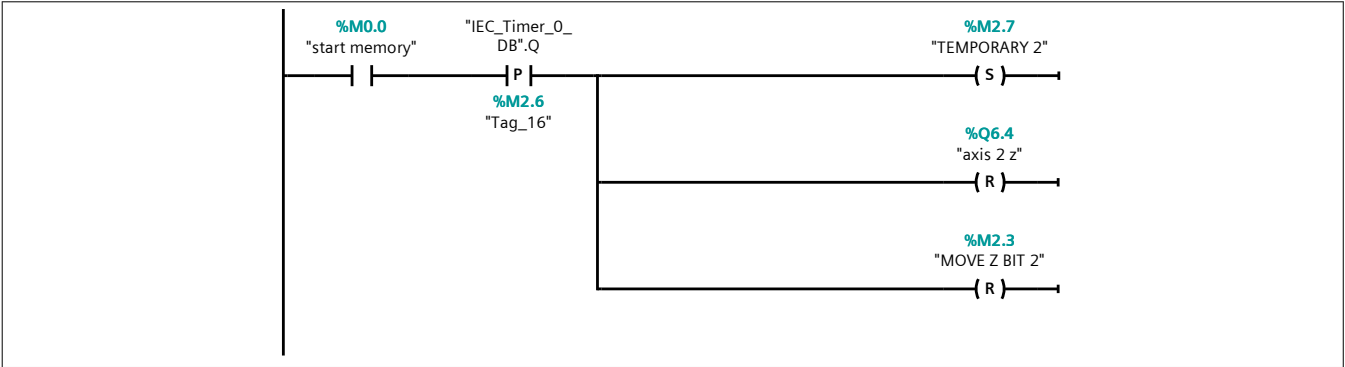 %M0.0
"start memory"
"IEC_Timer_0_
DB".Q
P
%M2.6
"Tag_16"
%M2.7
"TEMPORARY 2"
S
%Q6.4
"axis 2 z"
R
%M2.3
"MOVE Z BIT 2"
R